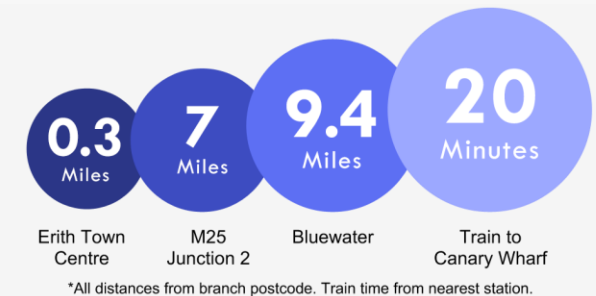 0.3
Miles
7
Miles
9.4
Miles
20
Minutes
Erith Town
Centre
M25
Junction 2
Bluewater
Train to
Canary Wharf
*All distances from branch postcode. Train time from nearest station.